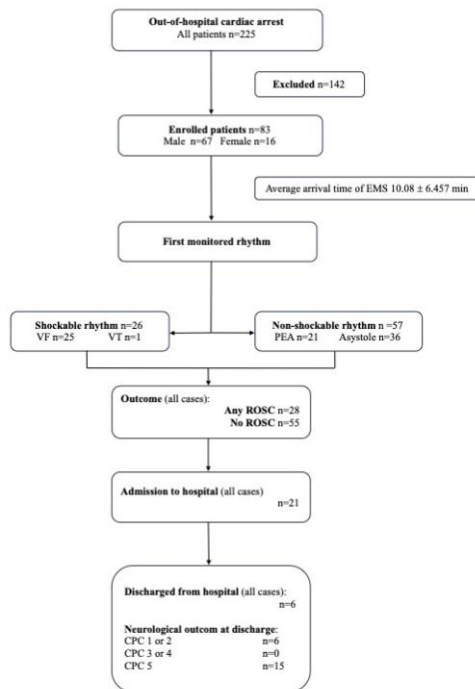 Out-of-hospital cardiac arrest
All patients n=225
Excluded n=142
Enrolled patients n=83
Male n=67 Female n=16
Average arrival time of EMS 10.08 ± 6.457 min
First monitored rhythm
Shockable rhythm n=26
VF n=25 VT n=1
Non-shockable rhythm n =57
PEA n=21 Asystole n=36
Outcome (all cases):
Any ROSC n=28
No ROSC n=55
Admission to hospital (all cases)
n=21
Discharged from hospital (all cases):
n=6
Neurological outcom at discharge:
CPC 1 or 2 n=6
CPC 3 or 4 n=0
CPC 5 n=15